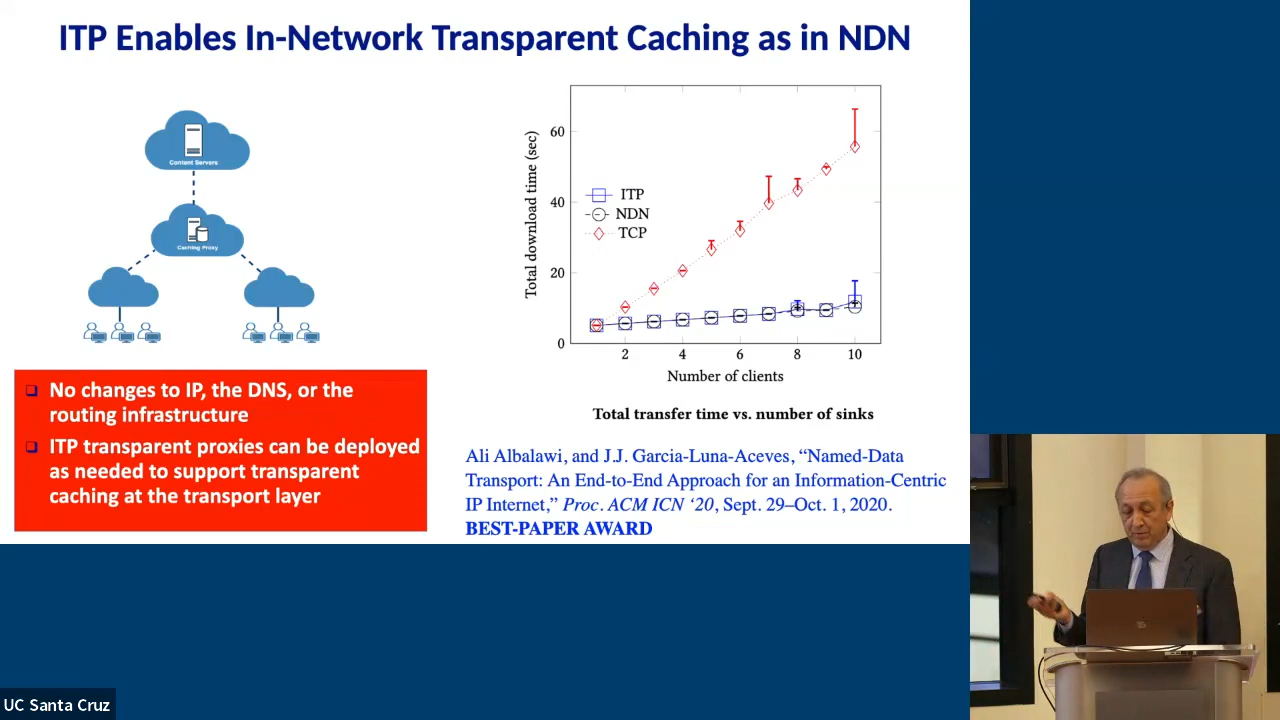 ITP Enables In-Network Transparent Caching as in NDN
Content Servers
Caching Proxy
No changes to IP, the DNS, or the
routing infrastructure
ITP transparent proxies can be deployed
as needed to support transparent
caching at the transport layer
Total download time (sec)
60
40
20
0
ITP
NDN
TCP
2 4 6 8 10
Number of clients
Total transfer time vs. number of sinks
Ali Albalawi, and J.J. Garcia-Luna-Aceves, “Named-Data
Transport: An End-to-End Approach for an Information-Centric
IP Internet,” Proc. ACM ICN ‘20, Sept. 29–Oct. 1, 2020.
BEST-PAPER AWARD
UC Santa Cruz